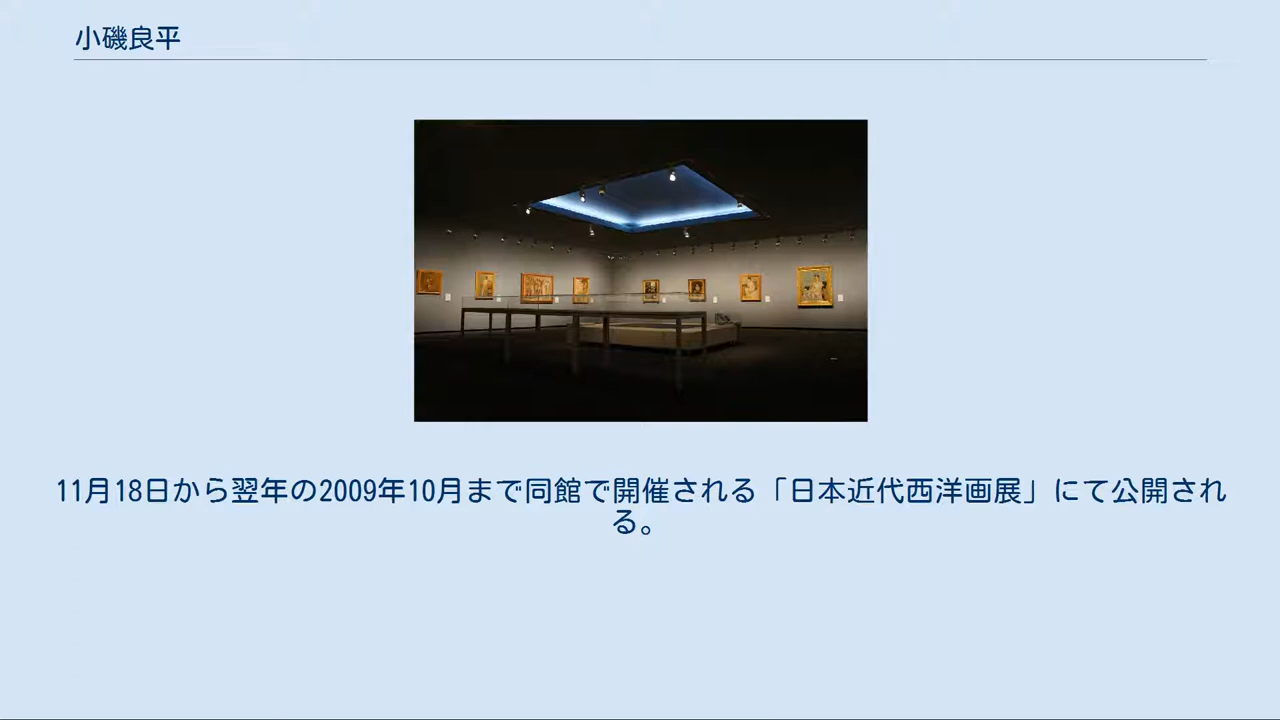 小磯良平
11月18日から翌年の2009年10月まで同館で開催される「日本近代西洋画展」にて公開され
る。